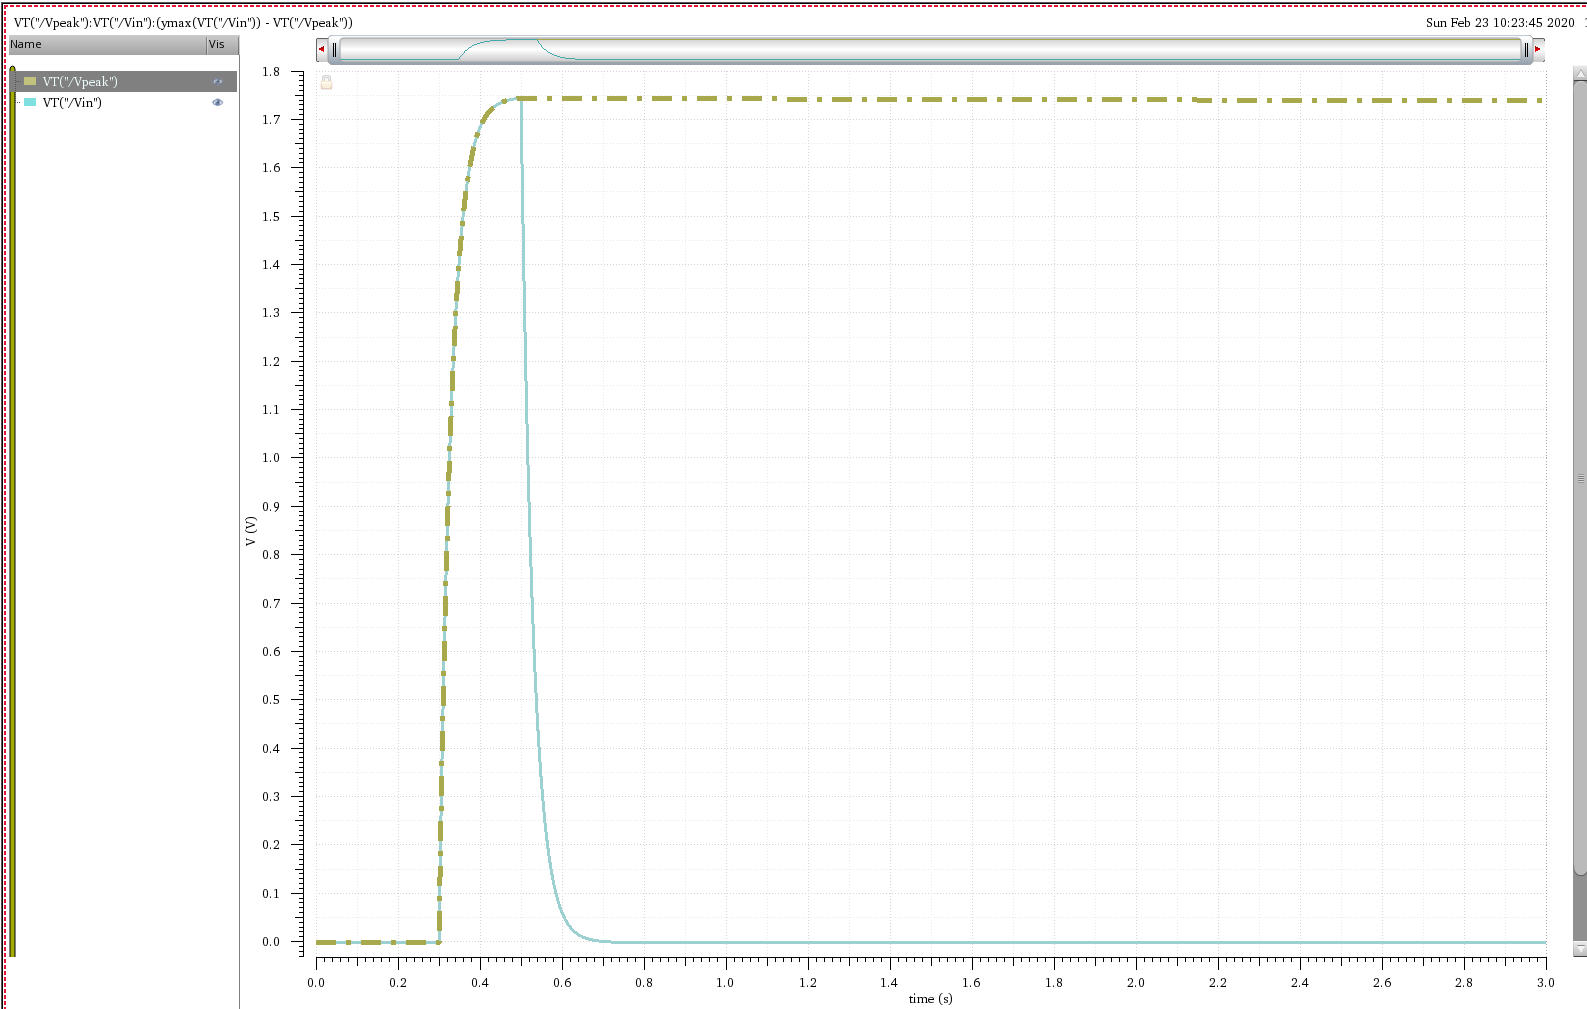 VT("/Vpeak"):VT("/Vin"):(ymax(VT("/Vin")) - VT("/Vpeak"))
Sun Feb 23 10:23:45 2020
Name Vis
VT("/Vpeak")
VT("/Vin")
1.8
1.7
1.6
1.5
1.4
1.3
1.2
1.1
1.0
0.9
0.8
0.7
0.6
0.5
0.4
0.3
0.2
0.1
0.0
V (V)
0.0 0.2 0.4 0.6 0.8 1.0 1.2 1.4 1.6 1.8 2.0 2.2 2.4 2.6 2.8 3.0
time (s)